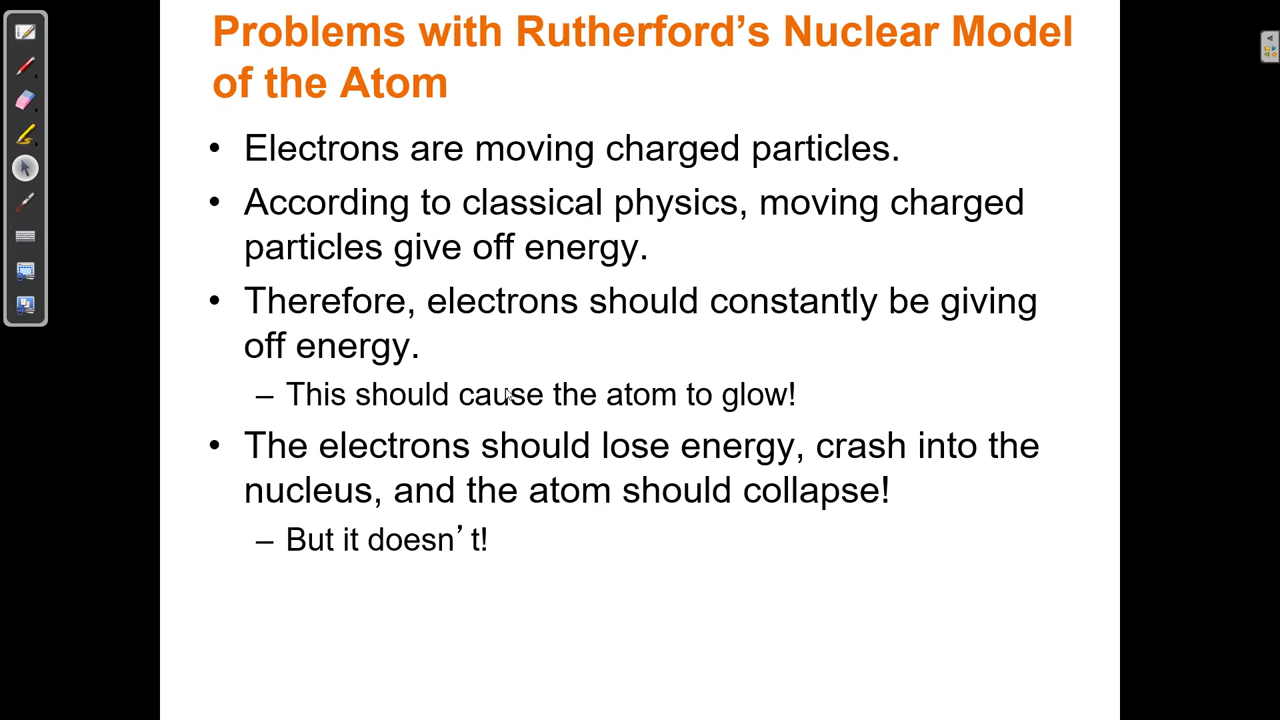 Problems with Rutherford’s Nuclear Model
of the Atom
• Electrons are moving charged particles.
• According to classical physics, moving charged
particles give off energy.
• Therefore, electrons should constantly be giving
off energy.
– This should cause the atom to glow!
• The electrons should lose energy, crash into the
nucleus, and the atom should collapse!
– But it doesn’ t!